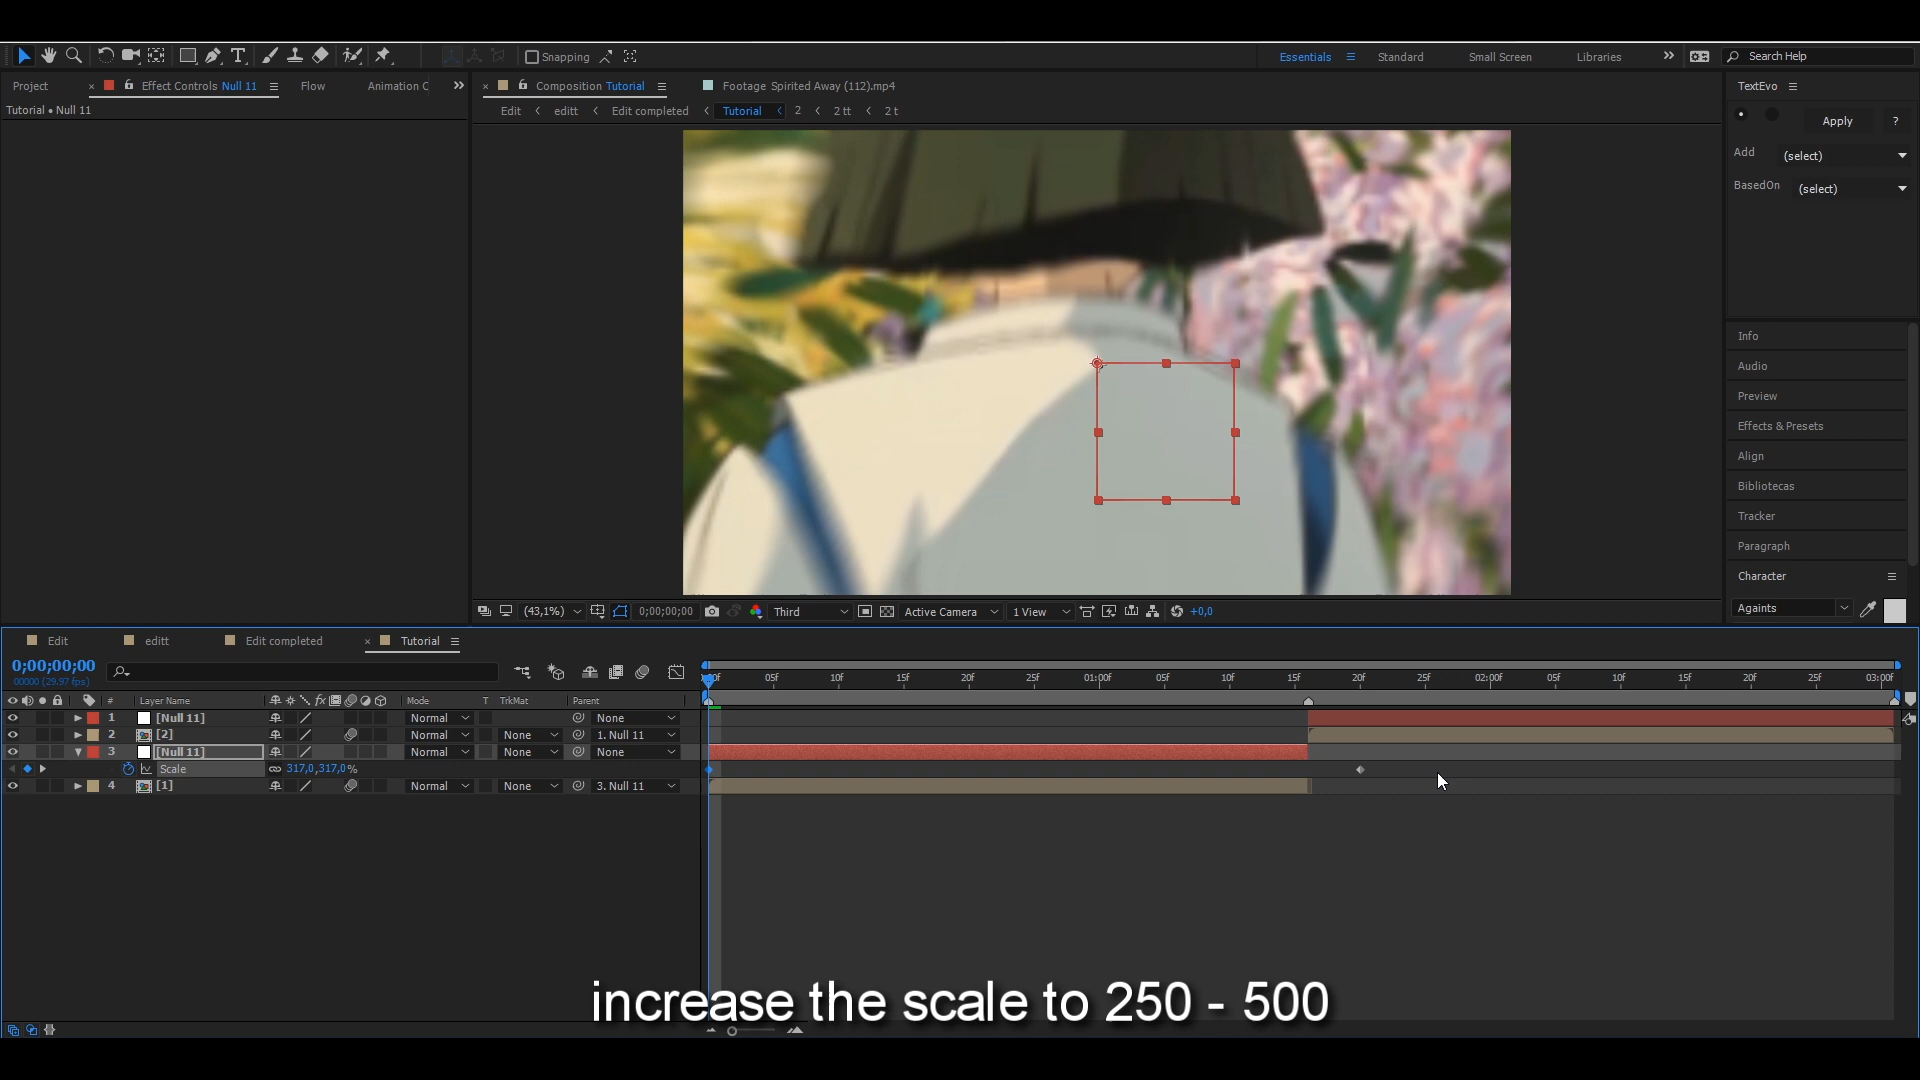 Snapping
Essentials
Standard
Small Screen
Libraries
Search Help
Project
Effect Controls Null 11
Flow
Animation C
Composition Tutorial
Footage Spirited Away (112).mp4
TextEvo
Tutorial • Null 11
Edit
editt
Edit completed
Tutorial
2
2 tt
2 t
Apply
?
Add
(select)
BasedOn
(select)
Info
Audio
Preview
Effects & Presets
Align
Bibliotecas
Tracker
Paragraph
Character
Againts
(43,1%)
0;00;00;00
Third
Active Camera
1 View
+0,0
Edit
editt
Edit completed
Tutorial
0;00;00;00
00000 (29.97 fps)
05f 10f 15f 20f 25f 01:00f 05f 10f 15f 20f 25f 02:00f 05f 10f 15f 20f 25f 03:00f
# Layer Name Mode T TrkMat Parent
1 [Null 11] Normal None
2 [2] Normal None 1. Null 11
3 [Null 11] Normal None None
Scale 317,0,317,0%
4 [1] Normal None 3. Null 11
increase the scale to 250 - 500